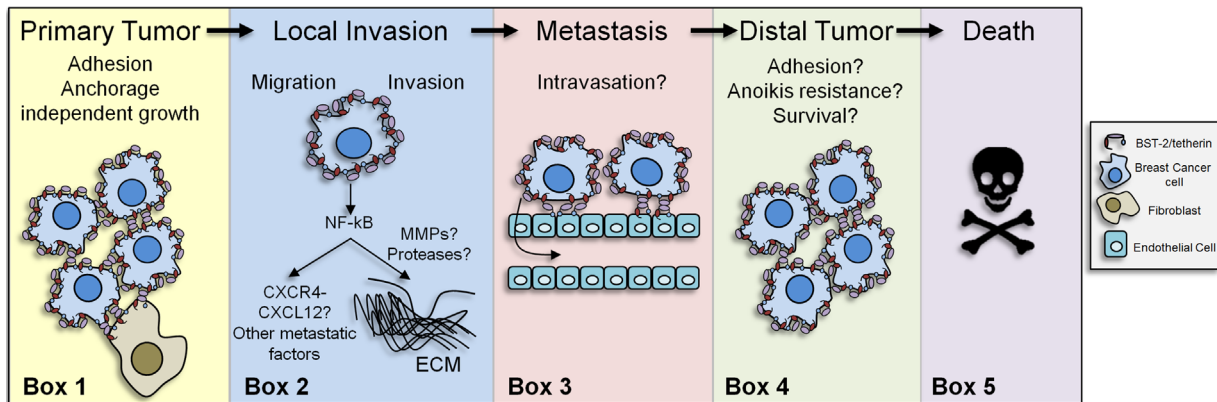 Primary Tumor
Adhesion
Anchorage
independent growth
Box 1
Local Invasion
Migration
Invasion
NF-kB
MMPs?
Proteases?
CXCR4-
CXCL12?
Other metastatic
factors
ECM
Box 2
Metastasis
Intravasation?
Box 3
Distal Tumor
Adhesion?
Anoikis resistance?
Survival?
Box 4
Death
Box 5
BST-2/tetherin
Breast Cancer
cell
Fibroblast
Endothelial Cell